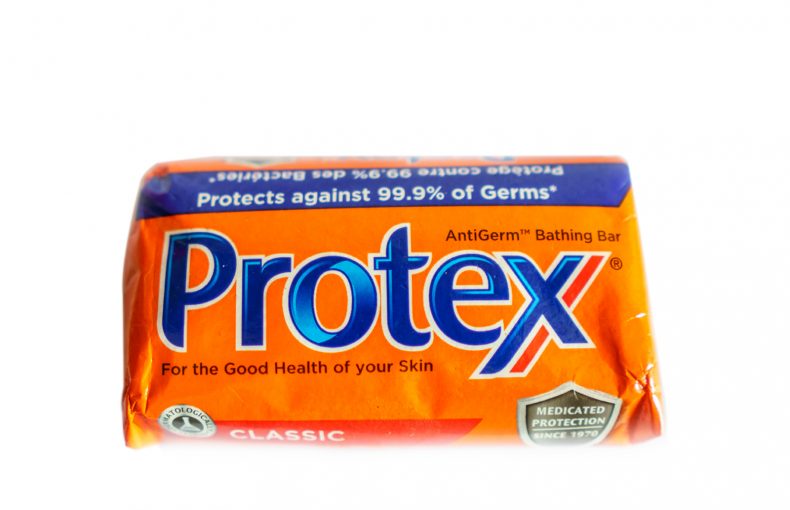 Protège contre 99.9% des Bactéries*
Protects against 99.9% of Germs*
AntiGerm™ Bathing Bar
Protex®
For the Good Health of your Skin
CLASSIC
MEDICATED
PROTECTION
SINCE 1970